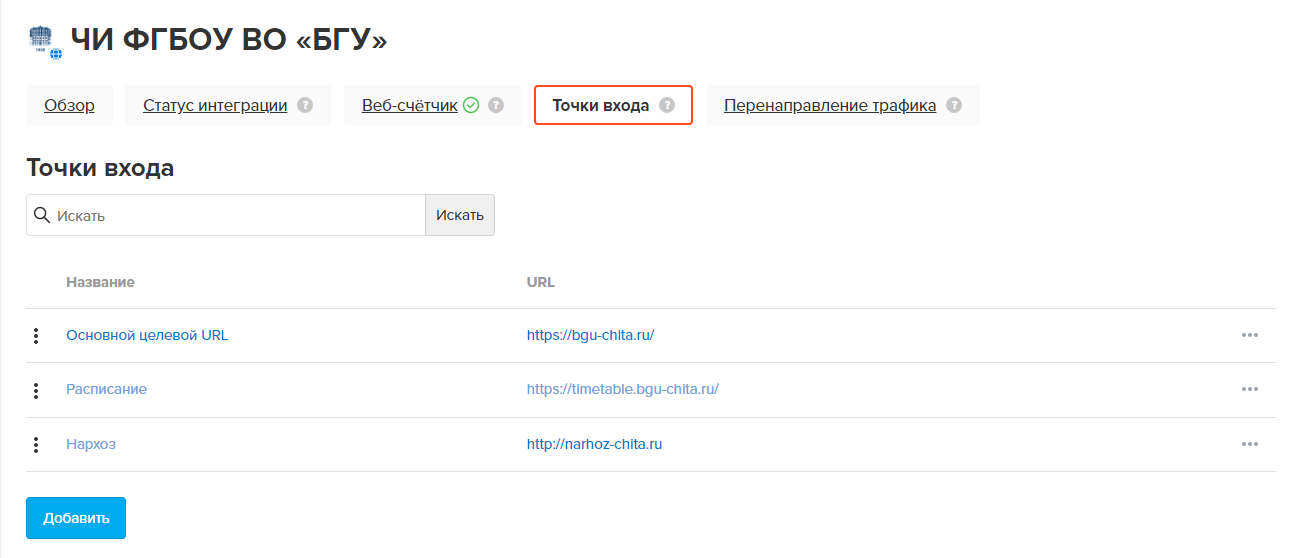 ЧИ ФГБОУ ВО «БГУ»
Обзор
Статус интеграции ?
Веб-счётчик ?
Точки входа ?
Перенаправление трафика ?
Точки входа
Искать Искать
Название URL
Основной целевой URL https://bgu-chita.ru/
Расписание https://timetable.bgu-chita.ru/
Нархоз http://narhoz-chita.ru
Добавить